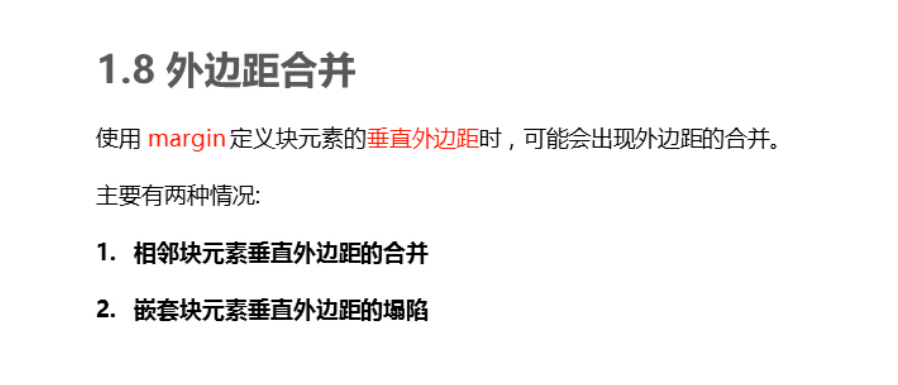 1.8 外边距合并
使用 margin 定义块元素的垂直外边距时，可能会出现外边距的合并。
主要有两种情况:
1. 相邻块元素垂直外边距的合并
2. 嵌套块元素垂直外边距的塌陷